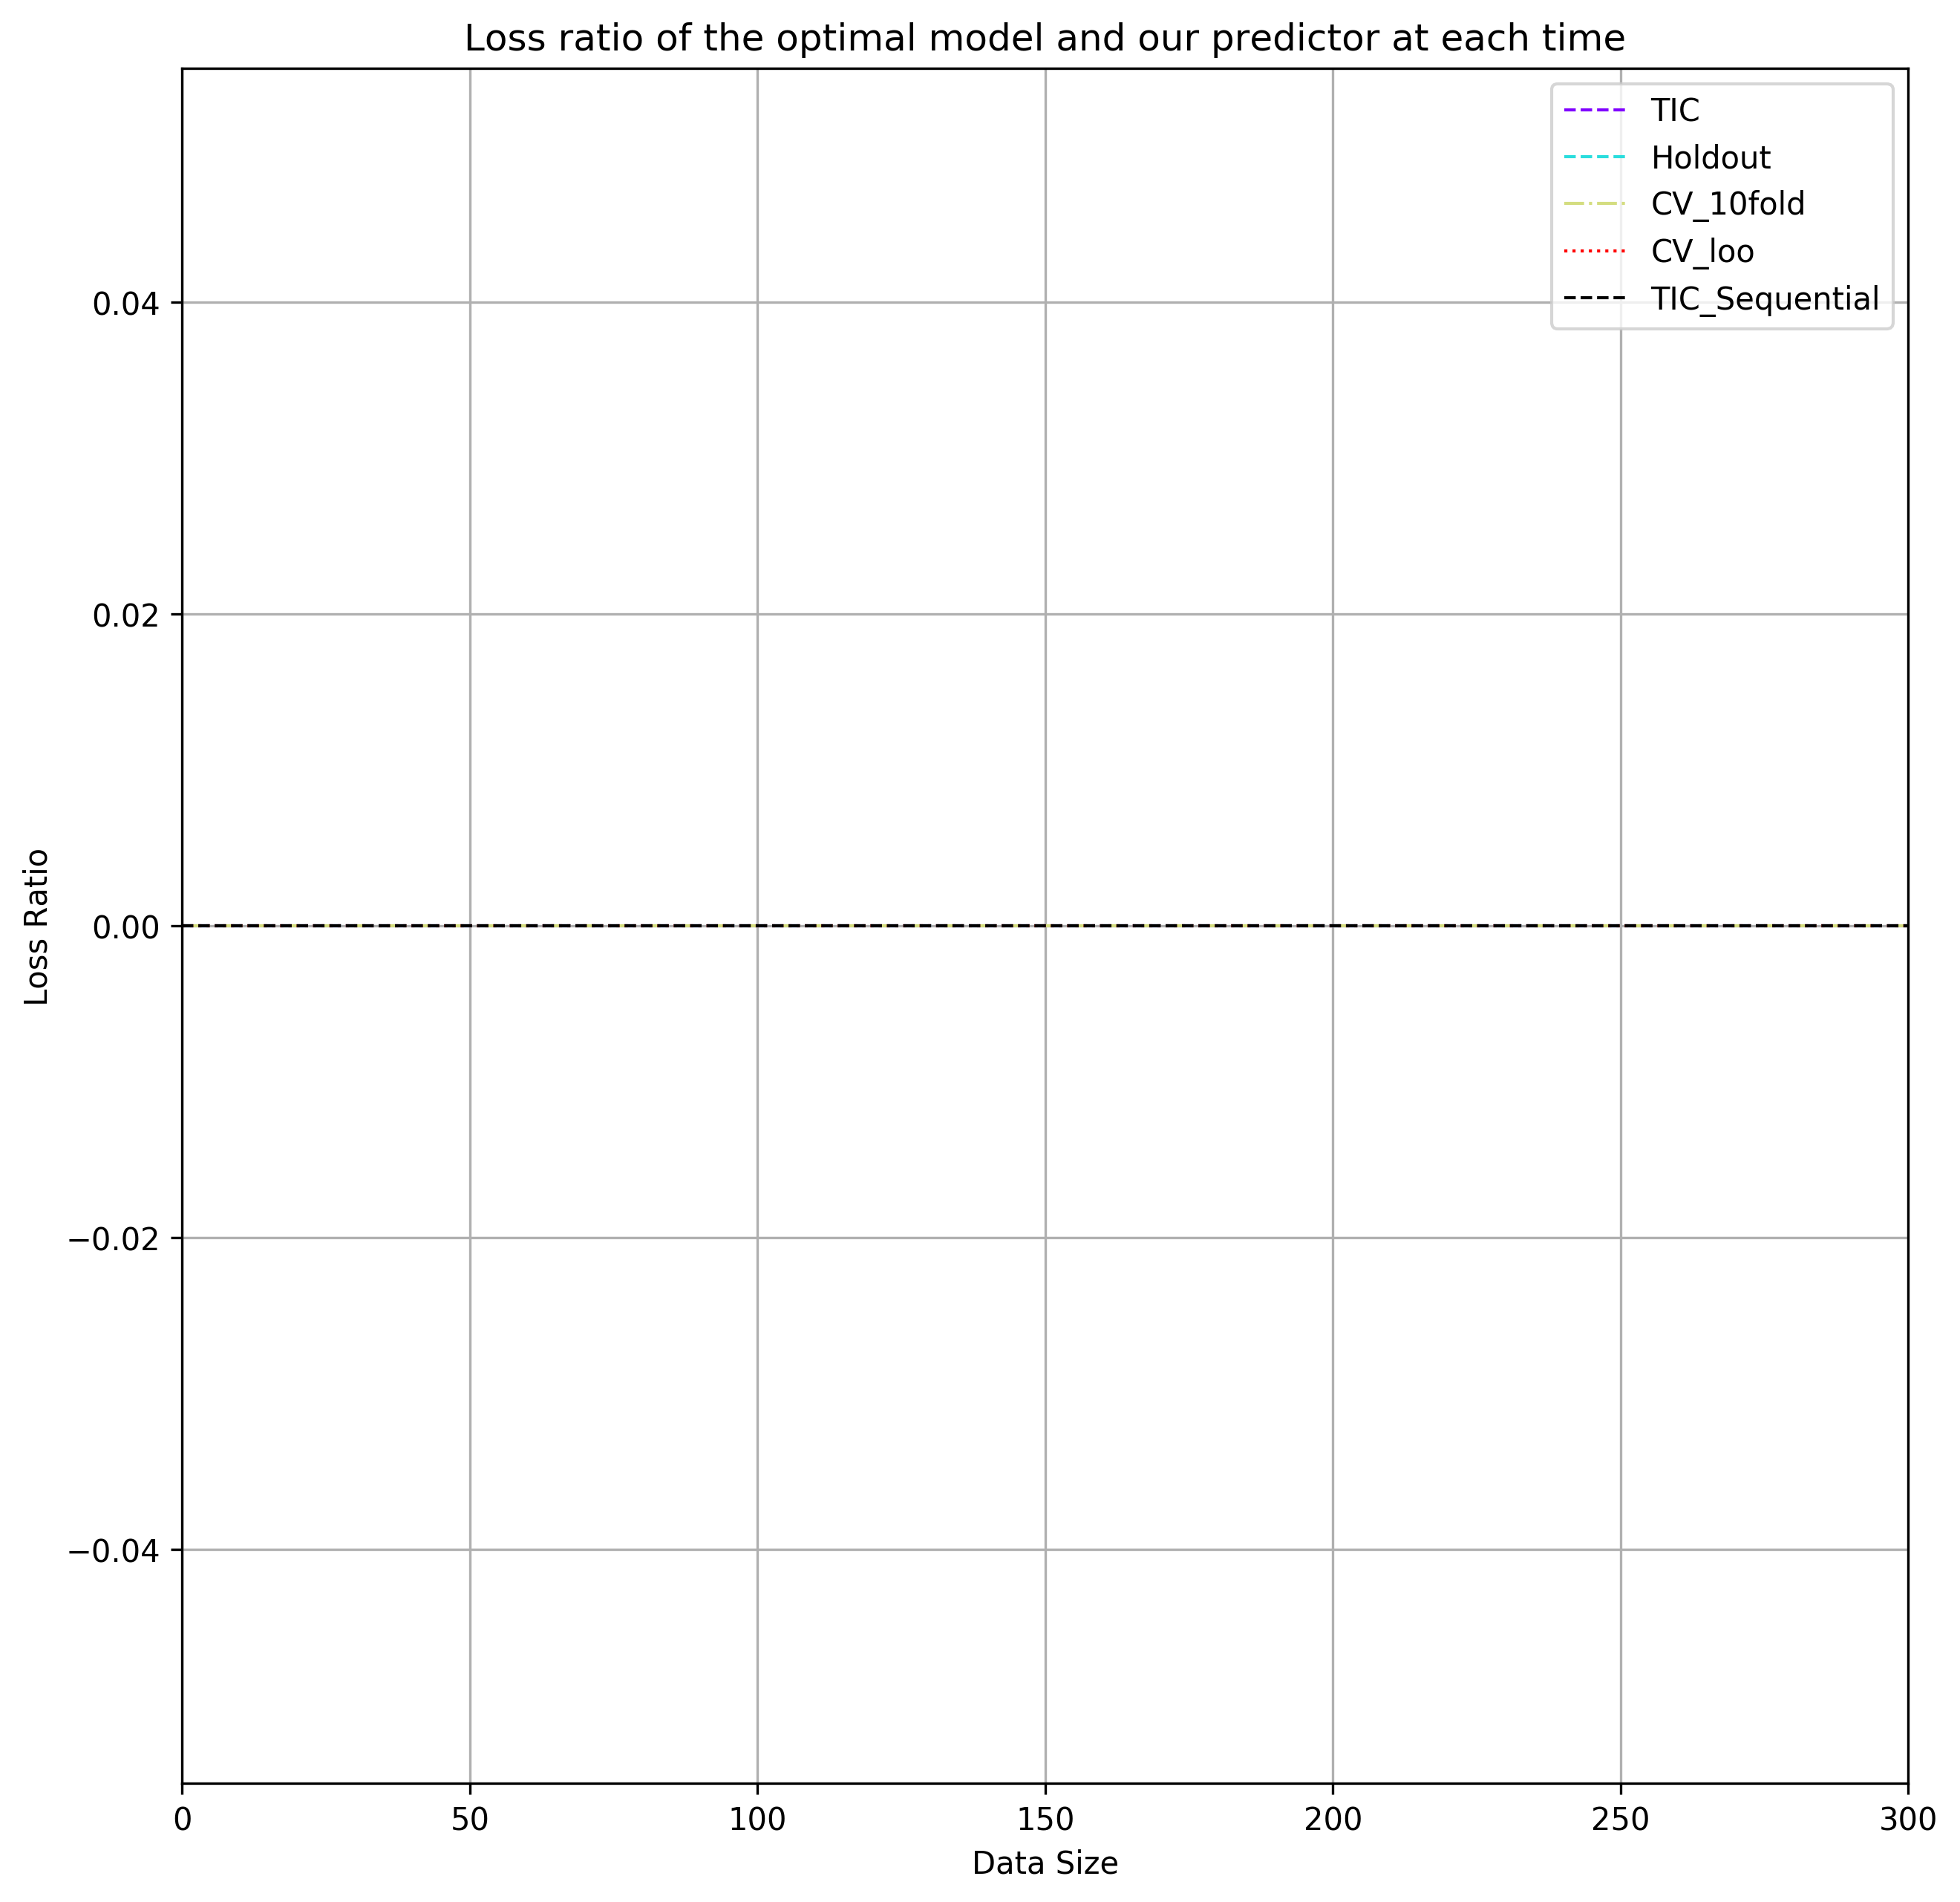 Loss ratio of the optimal model and our predictor at each time
TIC
Holdout
CV_10fold
CV_loo
TIC_Sequential
Loss Ratio
0.04
0.02
0.00
−0.02
−0.04
0 50 100 150 200 250 300
Data Size